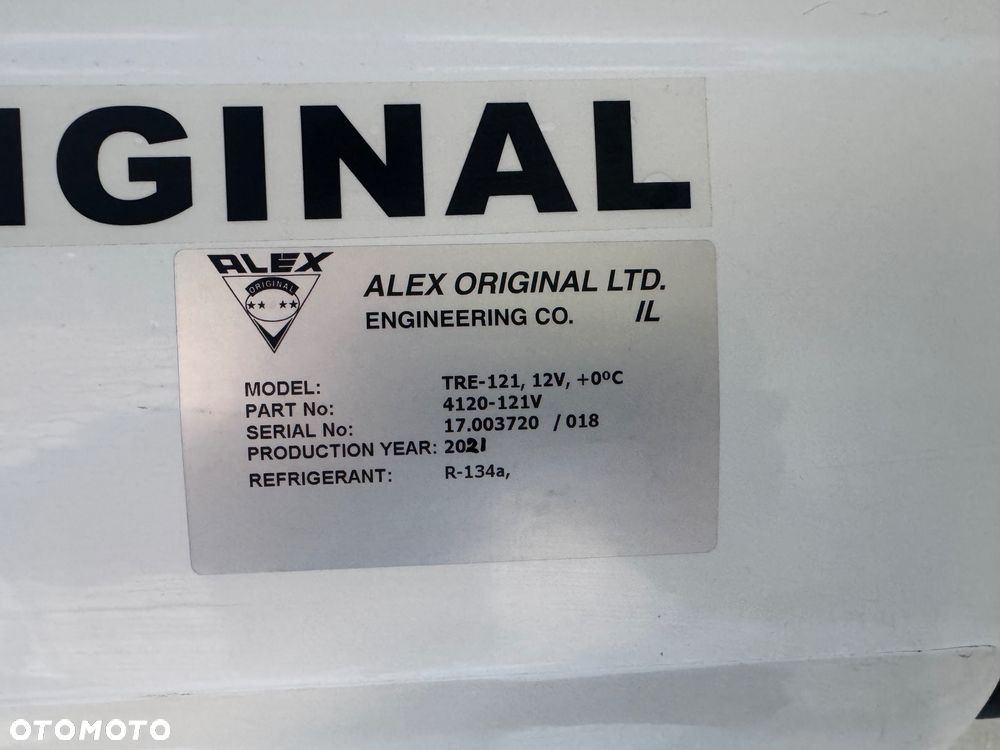 IGINAL
ALEX
ORIGINAL
ALEX ORIGINAL LTD.
ENGINEERING CO. IL
MODEL: TRE-121, 12V, +0ºC
PART No: 4120-121V
SERIAL No: 17.003720 / 018
PRODUCTION YEAR: 2021
REFRIGERANT: R-134a,
OTOMOTO